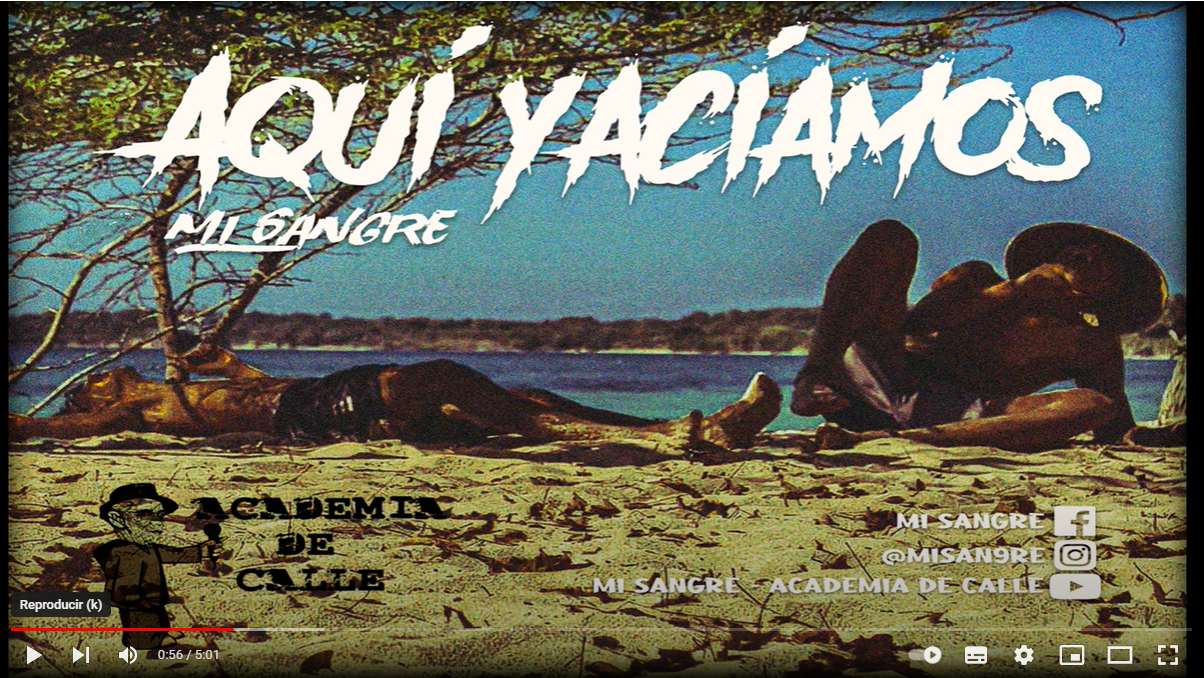 AQUÍ YACÍAMOS
MI SANGRE
ACADEMIA
DE
CALLE
MI SANGRE
@MISAN9RE
MI SANGRE - ACADEMIA DE CALLE
Reproducir (k)
0:56 / 5:01